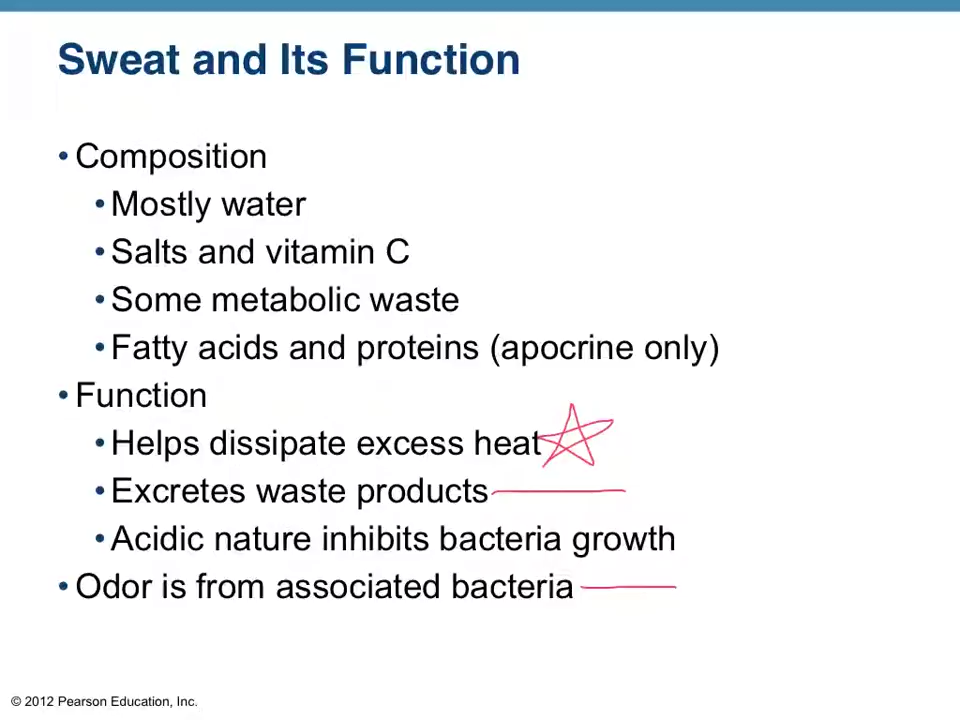 Sweat and Its Function
• Composition
• Mostly water
• Salts and vitamin C
• Some metabolic waste
• Fatty acids and proteins (apocrine only)
• Function
• Helps dissipate excess heat
• Excretes waste products
• Acidic nature inhibits bacteria growth
• Odor is from associated bacteria
© 2012 Pearson Education, Inc.